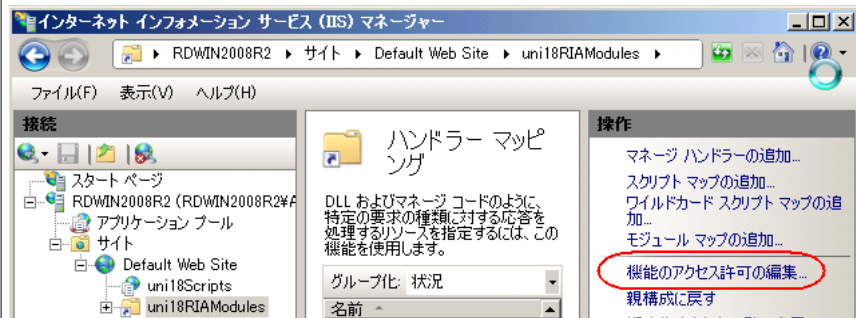 インターネット インフォメーション サービス (IIS) マネージャー
RDWIN2008R2 ▸ サイト ▸ Default Web Site ▸ uni18RIAModules ▸
ファイル(F) 表示(V) ヘルプ(H)
接続
スタート ページ
RDWIN2008R2 (RDWIN2008R2¥A
アプリケーション プール
サイト
Default Web Site
uni18Scripts
uni18RIAModules
ハンドラー マッピ
ング
DLL およびマネージ コードのように、
特定の要求の種類に対する応答を
処理するリソースを指定するには、この
機能を使用します。
グループ化: 状況
名前
操作
マネージ ハンドラーの追加...
スクリプト マップの追加...
ワイルドカード スクリプト マップの追
加...
モジュール マップの追加...
機能のアクセス許可の編集...
親構成に戻す